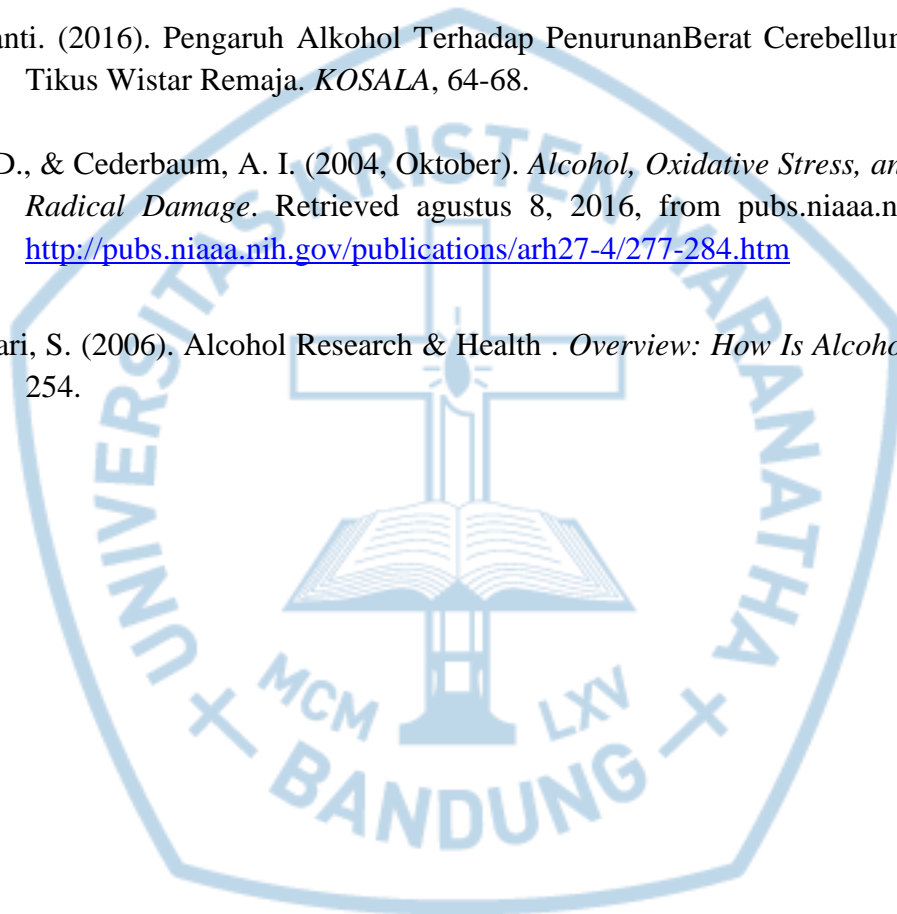 anti. (2016). Pengaruh Alkohol Terhadap PenurunanBerat Cerebellum
Tikus Wistar Remaja. KOSALA, 64-68.
D., & Cederbaum, A. I. (2004, Oktober). Alcohol, Oxidative Stress, an
Radical Damage. Retrieved agustus 8, 2016, from pubs.niaaa.n
http://pubs.niaaa.nih.gov/publications/arh27-4/277-284.htm
ari, S. (2006). Alcohol Research & Health . Overview: How Is Alcoho
254.
UNIVERSITAS KRISTEN MARANATHA
MCM LXV
BANDUNG